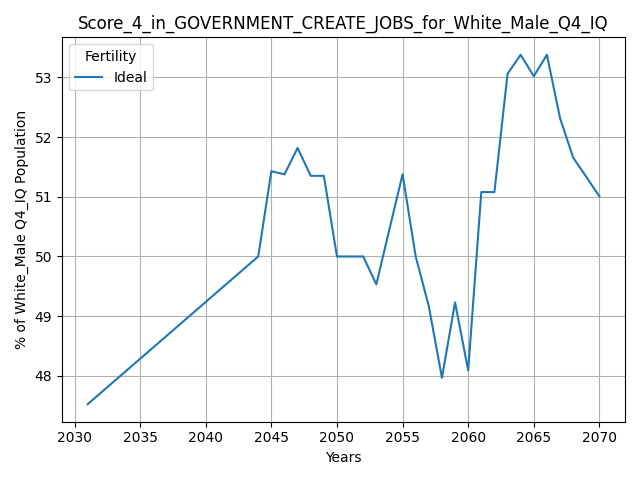 Score_4_in_GOVERNMENT_CREATE_JOBS_for_White_Male_Q4_IQ
Fertility
Ideal
% of White_Male Q4_IQ Population
53
52
51
50
49
48
2030 2035 2040 2045 2050 2055 2060 2065 2070
Years